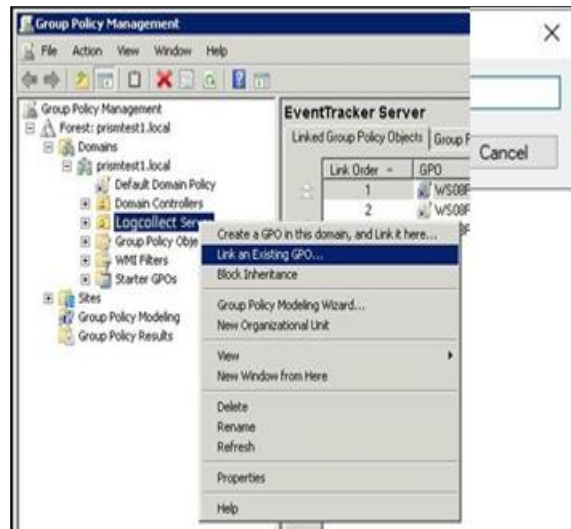 Group Policy Management
File Action View Window Help
Group Policy Management
Forest: prismtest1.local
Domains
prismtest1.local
Default Domain Policy
Domain Controllers
Logcollect Server
Group Policy Obje
WMI Filters
Starter GPOs
Sites
Group Policy Modeling
Group Policy Results
EventTracker Server
Linked Group Policy Objects Group P
Link Order GPO
1 WS08F
2 WS08F
Create a GPO in this domain, and Link it here...
Link an Existing GPO...
Block Inheritance
Group Policy Modeling Wizard...
New Organizational Unit
View
New Window from Here
Delete
Rename
Refresh
Properties
Help
Cancel